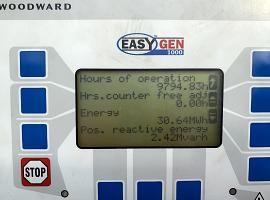 WOODWARD
EASYGEN
1000
Hours of operation
9794.83h
Hrs.counter free adj
0.00h
Energy
30.64MWh
Pos. reactive energy
2.42Mvarh
STOP